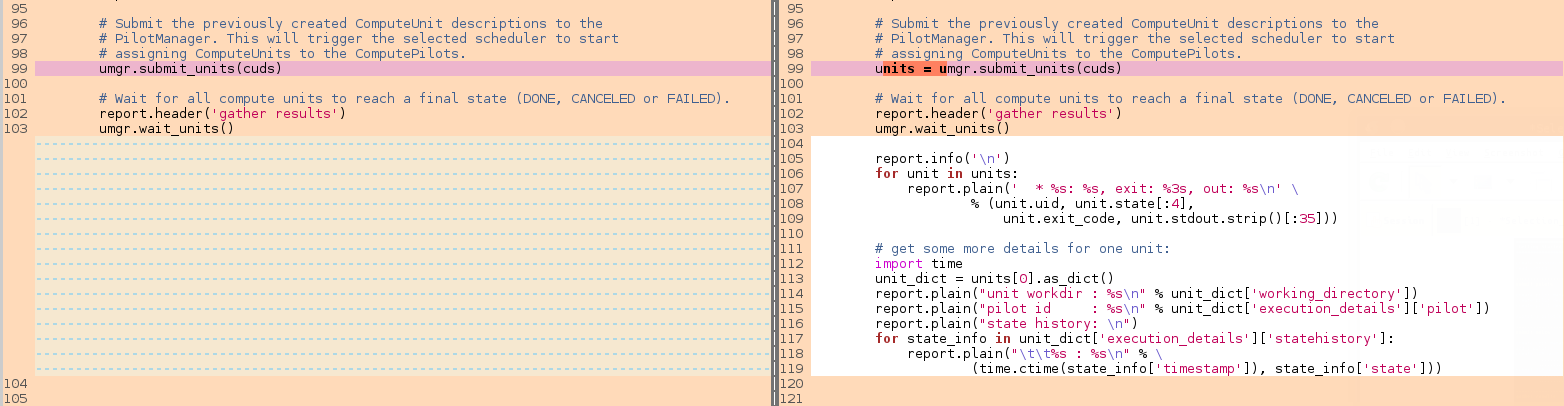 95
96         # Submit the previously created ComputeUnit descriptions to the
97         # PilotManager. This will trigger the selected scheduler to start
98         # assigning ComputeUnits to the ComputePilots.
99         umgr.submit_units(cuds)
100
101         # Wait for all compute units to reach a final state (DONE, CANCELED or FAILED).
102         report.header('gather results')
103         umgr.wait_units()
104
105
95
96         # Submit the previously created ComputeUnit descriptions to the
97         # PilotManager. This will trigger the selected scheduler to start
98         # assigning ComputeUnits to the ComputePilots.
99         units = umgr.submit_units(cuds)
100
101         # Wait for all compute units to reach a final state (DONE, CANCELED or FAILED).
102         report.header('gather results')
103         umgr.wait_units()
104
105         report.info('\n')
106         for unit in units:
107             report.plain('  * %s: %s, exit: %3s, out: %s\n' \
108                     % (unit.uid, unit.state[:4],
109                         unit.exit_code, unit.stdout.strip()[:35]))
110
111         # get some more details for one unit:
112         import time
113         unit_dict = units[0].as_dict()
114         report.plain("unit workdir : %s\n" % unit_dict['working_directory'])
115         report.plain("pilot id     : %s\n" % unit_dict['execution_details']['pilot'])
116         report.plain("state history: \n")
117         for state_info in unit_dict['execution_details']['statehistory']:
118             report.plain("\t\t%s : %s\n" % \
119                     (time.ctime(state_info['timestamp']), state_info['state']))
120
121